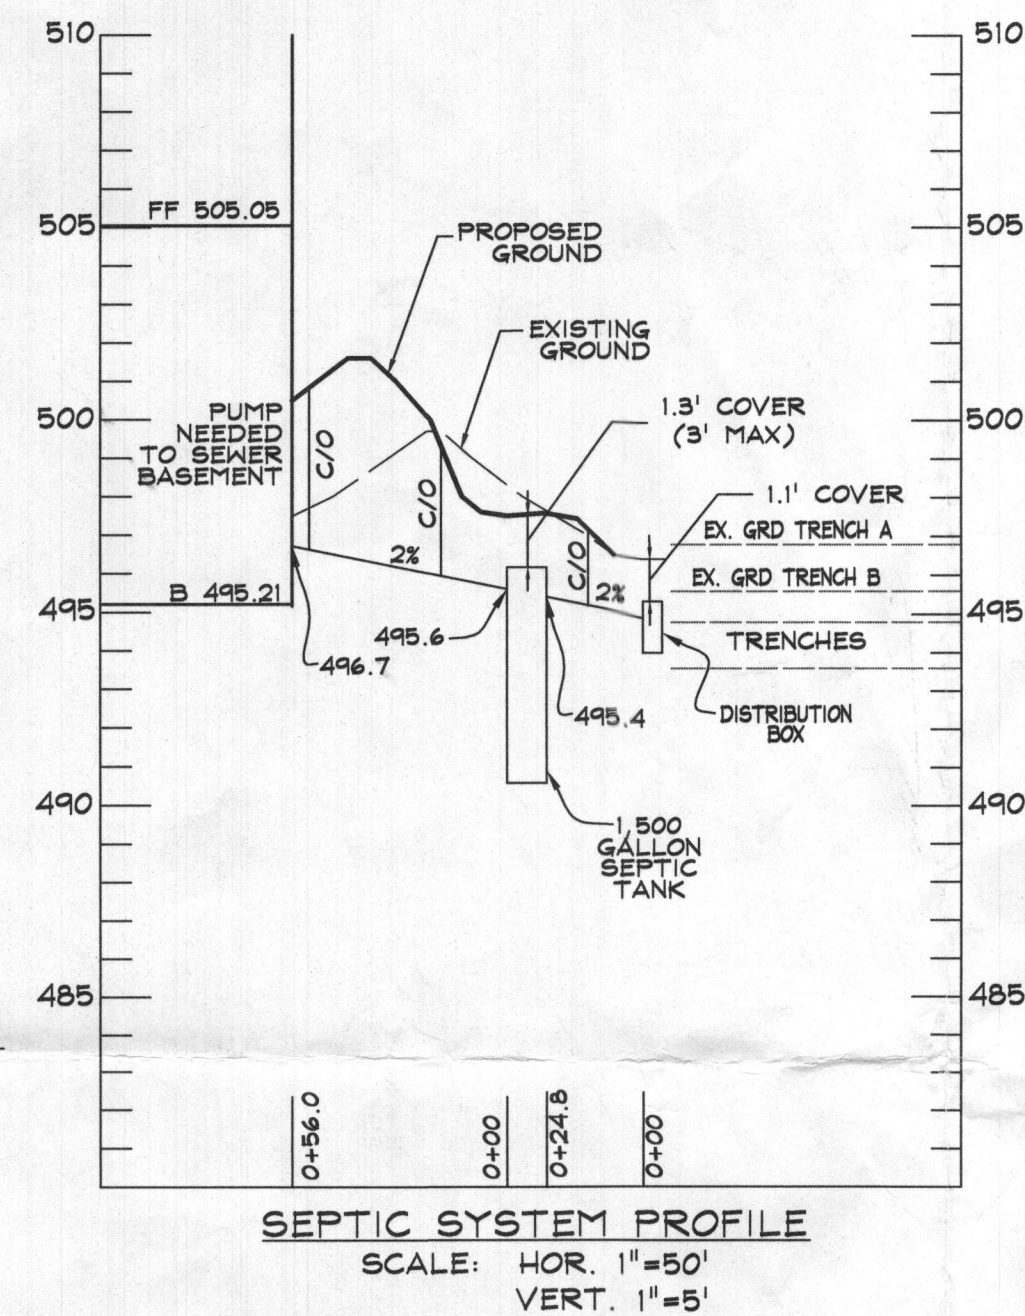 510
510
FF 505.05
505
505
PROPOSED
GROUND
EXISTING
GROUND
500
500
PUMP
NEEDED
TO SEWER
BASEMENT
C/O
C/O
1.3' COVER
(3' MAX)
1.1' COVER
EX. GRD TRENCH A
2%
C/O
EX. GRD TRENCH B
2%
B 495.21
495
495
495.6
496.7
TRENCHES
495.4
DISTRIBUTION
BOX
490
490
1,500
GALLON
SEPTIC
TANK
485
485
0+56.0
0+00
0+24.8
0+00
SEPTIC SYSTEM PROFILE
SCALE: HOR. 1"=50'
VERT. 1"=5'